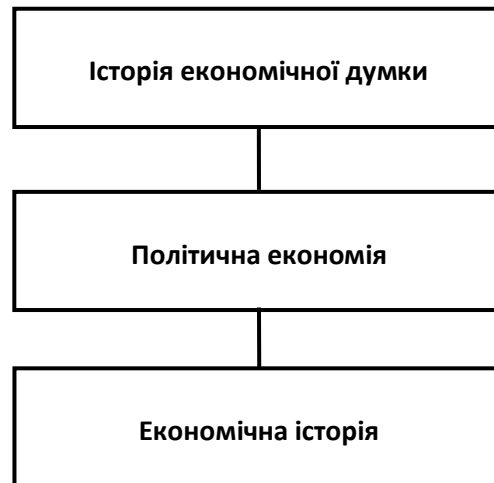 Історія економічної думки
Політична економія
Економічна історія